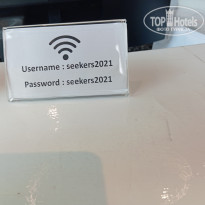 TOP HOTELS
Username : seekers2021
Password : seekers2021